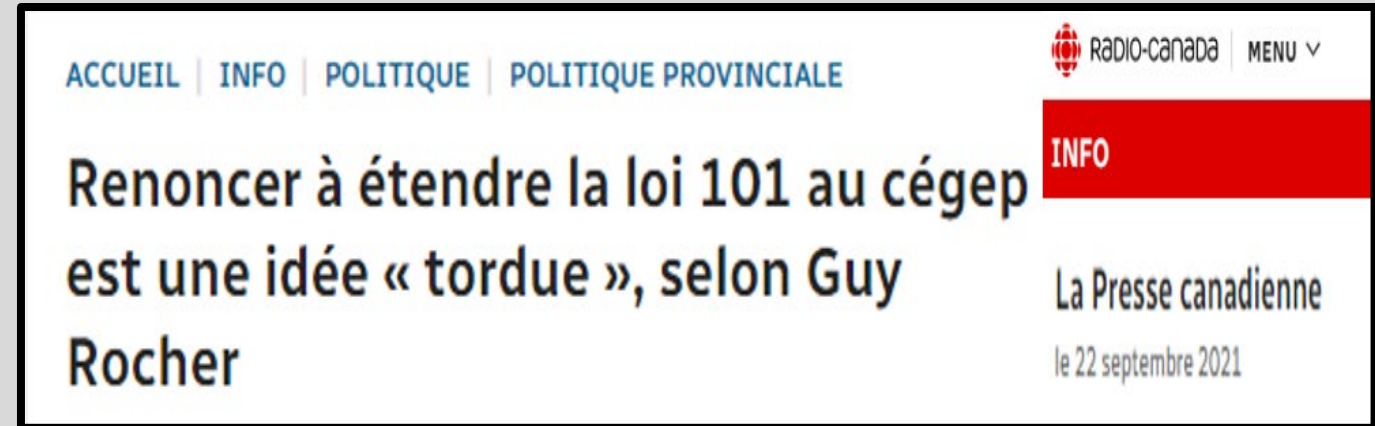 ACCUEIL | INFO | POLITIQUE | POLITIQUE PROVINCIALE
Renoncer à étendre la loi 101 au cégep
est une idée « tordue », selon Guy
Rocher
RADIO-CANADA | MENU
INFO
La Presse canadienne
le 22 septembre 2021